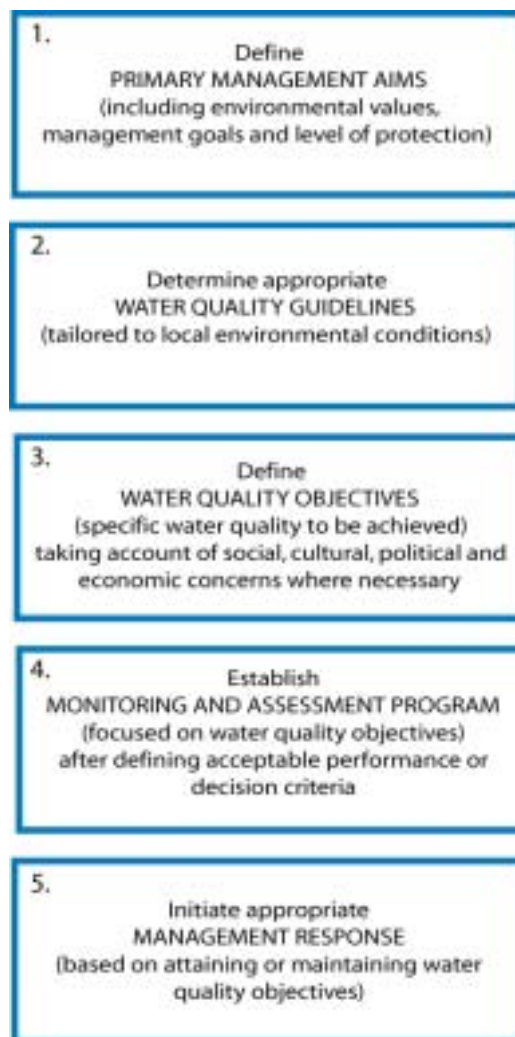 1.
Define
PRIMARY MANAGEMENT AIMS
(including environmental values,
management goals and level of protection)
2.
Determine appropriate
WATER QUALITY GUIDELINES
(tailored to local environmental conditions)
3.
Define
WATER QUALITY OBJECTIVES
(specific water quality to be achieved)
taking account of social, cultural, political and
economic concerns where necessary
4.
Establish
MONITORING AND ASSESSMENT PROGRAM
(focused on water quality objectives)
after defining acceptable performance or
decision criteria
5.
Initiate appropriate
MANAGEMENT RESPONSE
(based on attaining or maintaining water
quality objectives)